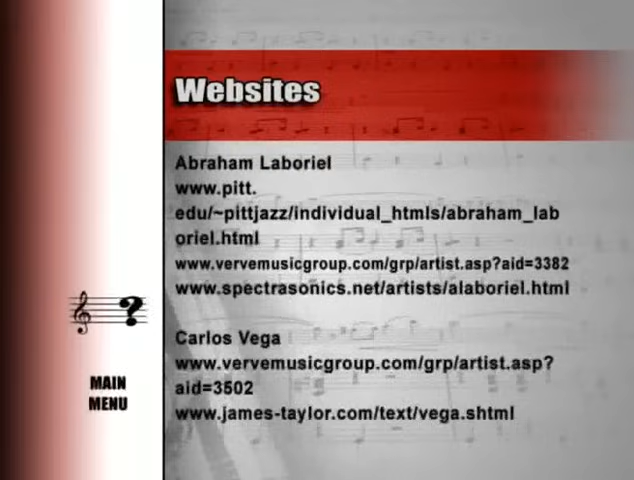 Websites
Abraham Laboriel
www.pitt.
edu/~pittjazz/individual_htmls/abraham_lab
oriel.html
www.vervemusicgroup.com/grp/artist.asp?aid=3382
www.spectrasonics.net/artists/alaboriel.html
Carlos Vega
www.vervemusicgroup.com/grp/artist.asp?
aid=3502
www.james-taylor.com/text/vega.shtml
?
MAIN
MENU